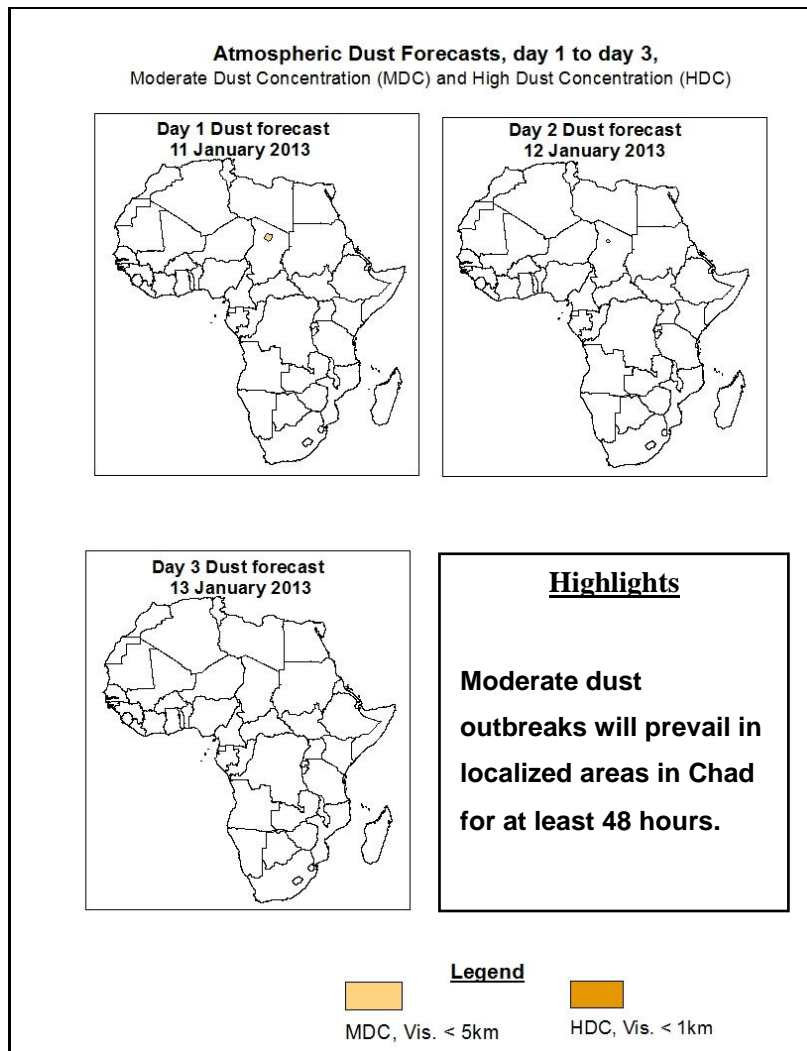 Atmospheric Dust Forecasts, day 1 to day 3,
Moderate Dust Concentration (MDC) and High Dust Concentration (HDC)
Day 1 Dust forecast
11 January 2013
Day 2 Dust forecast
12 January 2013
Day 3 Dust forecast
13 January 2013
Highlights
Moderate dust
outbreaks will prevail in
localized areas in Chad
for at least 48 hours.
Legend
MDC, Vis. < 5km
HDC, Vis. < 1km